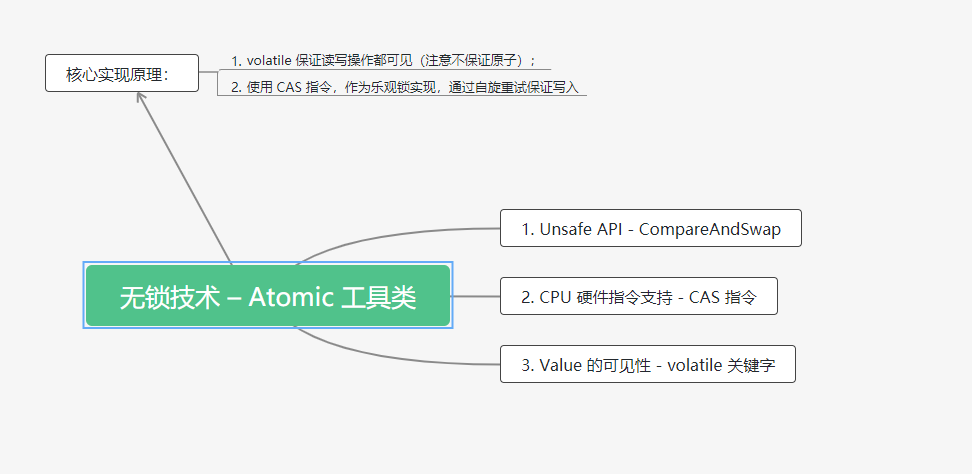 核心实现原理：
1. volatile 保证读写操作都可见（注意不保证原子）；
2. 使用 CAS 指令，作为乐观锁实现，通过自旋重试保证写入
1. Unsafe API - CompareAndSwap
无锁技术 – Atomic 工具类
2. CPU 硬件指令支持 - CAS 指令
3. Value 的可见性 - volatile 关键字